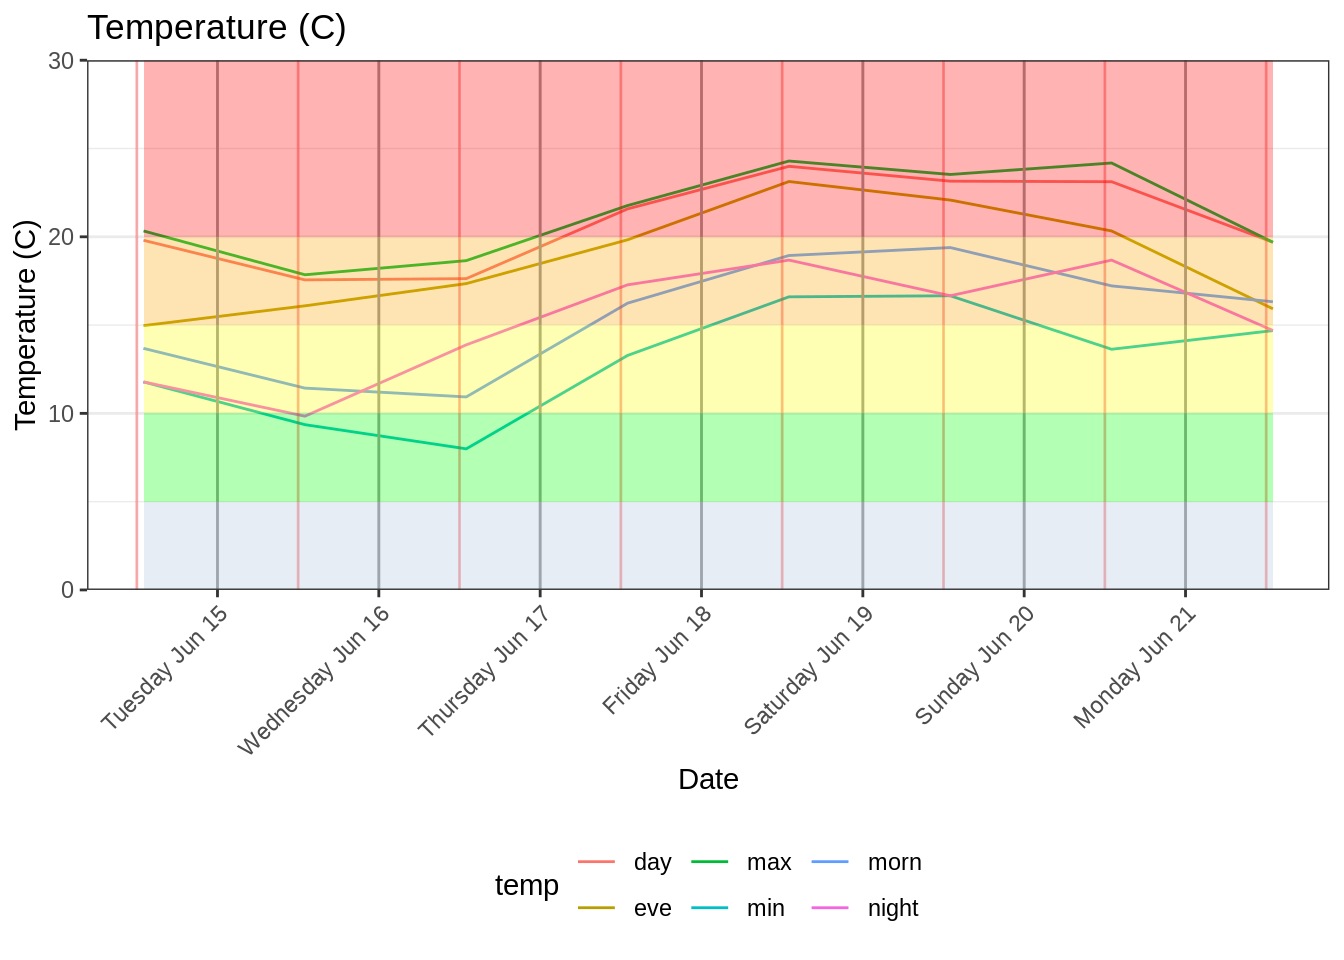 Temperature (C)
Temperature (C)
30
20
10
0
Tuesday Jun 15
Wednesday Jun 16
Thursday Jun 17
Friday Jun 18
Saturday Jun 19
Sunday Jun 20
Monday Jun 21
Date
temp
day
max
morn
eve
min
night